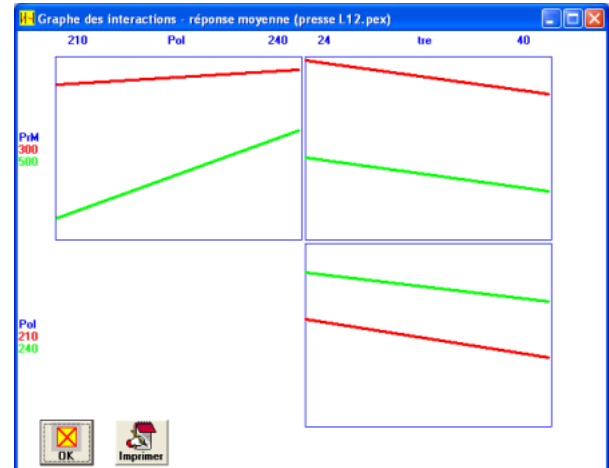 Graphe des interactions - réponse moyenne (presse L12.pex)
210 Pol 240 24 tre 40
PrM
300
500
Pol
210
240
OK
Imprimer